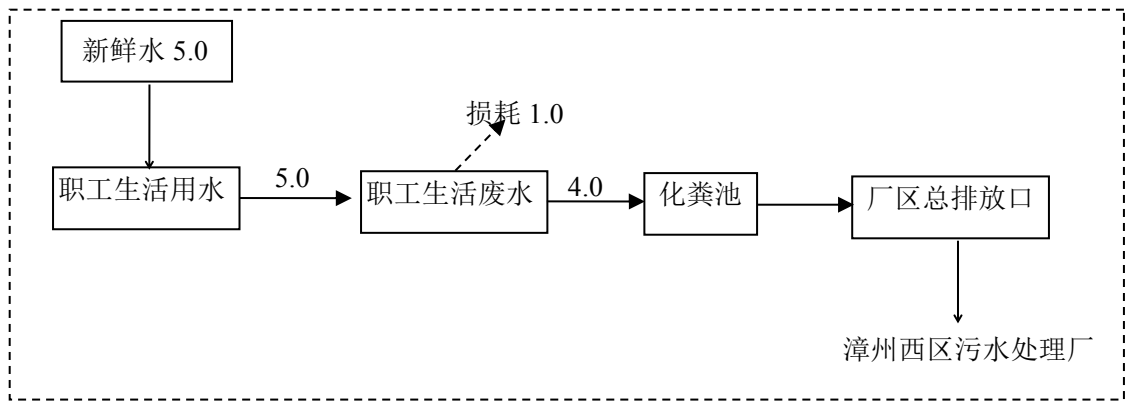 新鲜水 5.0
损耗 1.0
职工生活用水
5.0
职工生活废水
4.0
化粪池
厂区总排放口
漳州西区污水处理厂